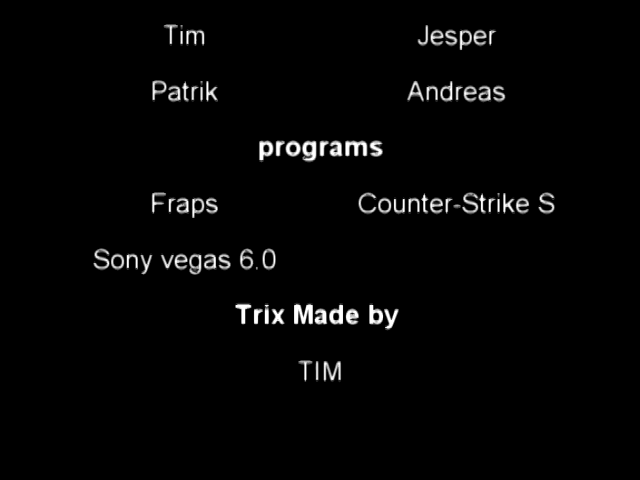 Tim Jesper
Patrik Andreas
programs
Fraps Counter-Strike S
Sony vegas 6.0
Trix Made by
TIM